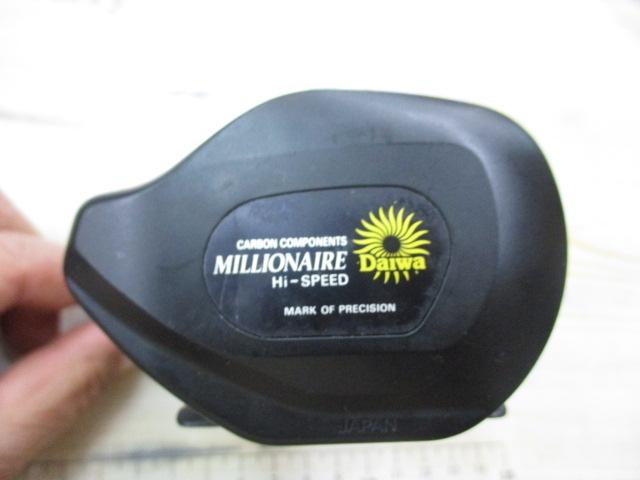 CARBON COMPONENTS
MILLIONAIRE
Hi-SPEED
Daiwa
MARK OF PRECISION
JAPAN